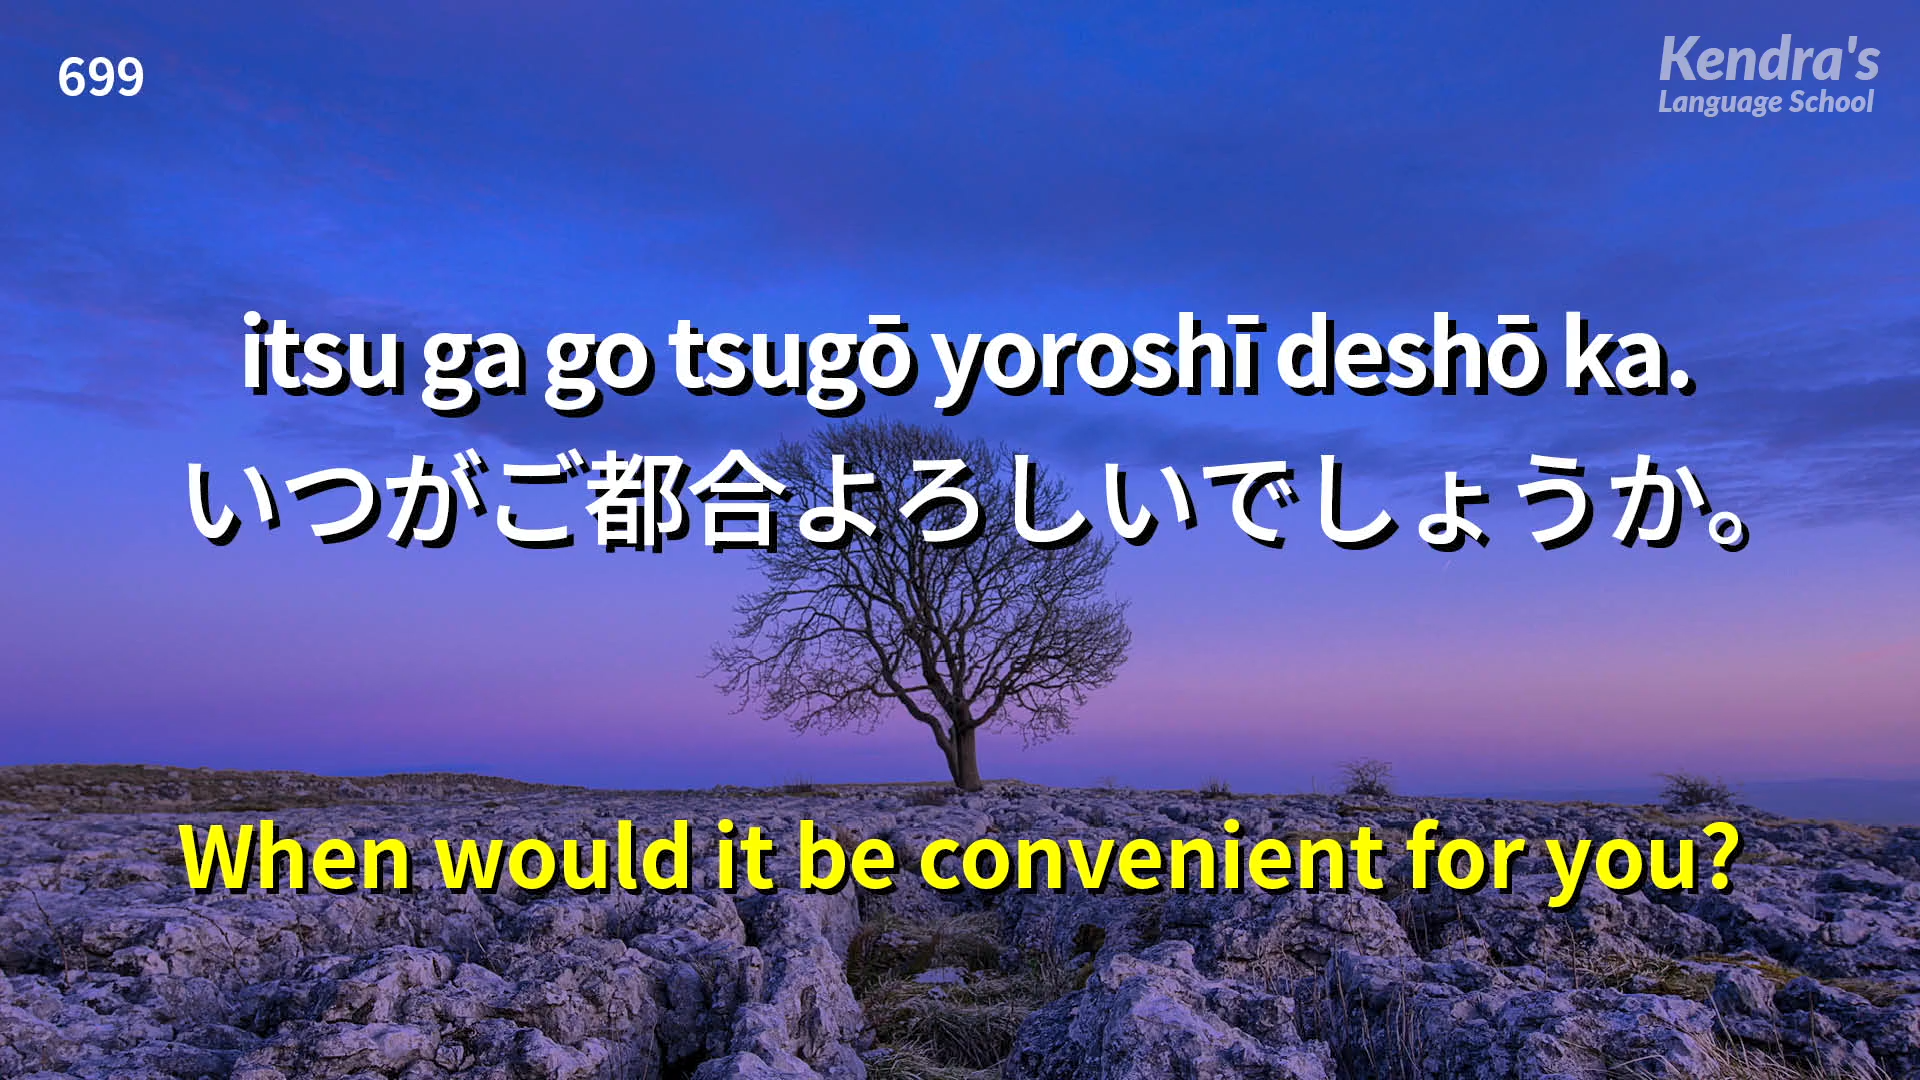 699
Kendra's
Language School
itsu ga go tsugō yoroshī deshō ka.
いつがご都合よろしいでしょうか。
When would it be convenient for you?